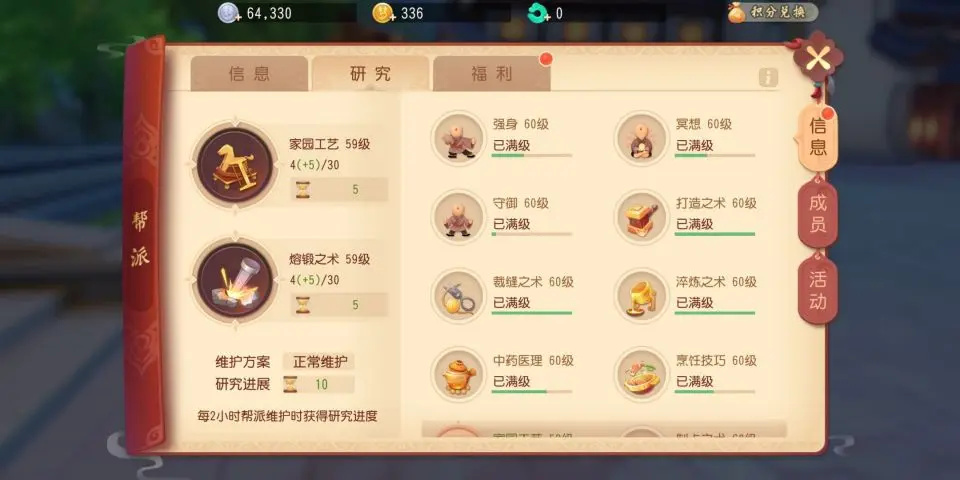 64,330
336
0
积分兑换
信息
研究
福利
帮派
家园工艺 59级
4(+5)/30
5
熔锻之术 59级
4(+5)/30
5
维护方案 正常维护
研究进展 10
每2小时帮派维护时获得研究进度
强身 60级
已满级
冥想 60级
已满级
守御 60级
已满级
打造之术 60级
已满级
裁缝之术 60级
已满级
淬炼之术 60级
已满级
中药医理 60级
已满级
烹饪技巧 60级
已满级
家园工艺 59级
信息
成员
活动